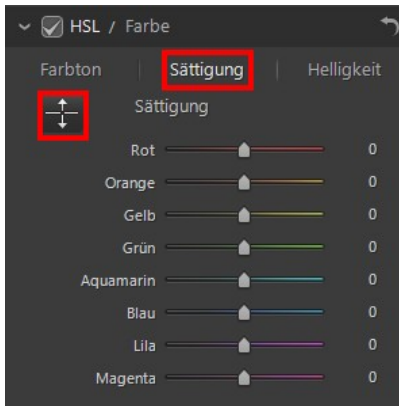 HSL / Farbe
Farbton | Sättigung | Helligkeit
Sättigung
Rot 0
Orange 0
Gelb 0
Grün 0
Aquamarin 0
Blau 0
Lila 0
Magenta 0